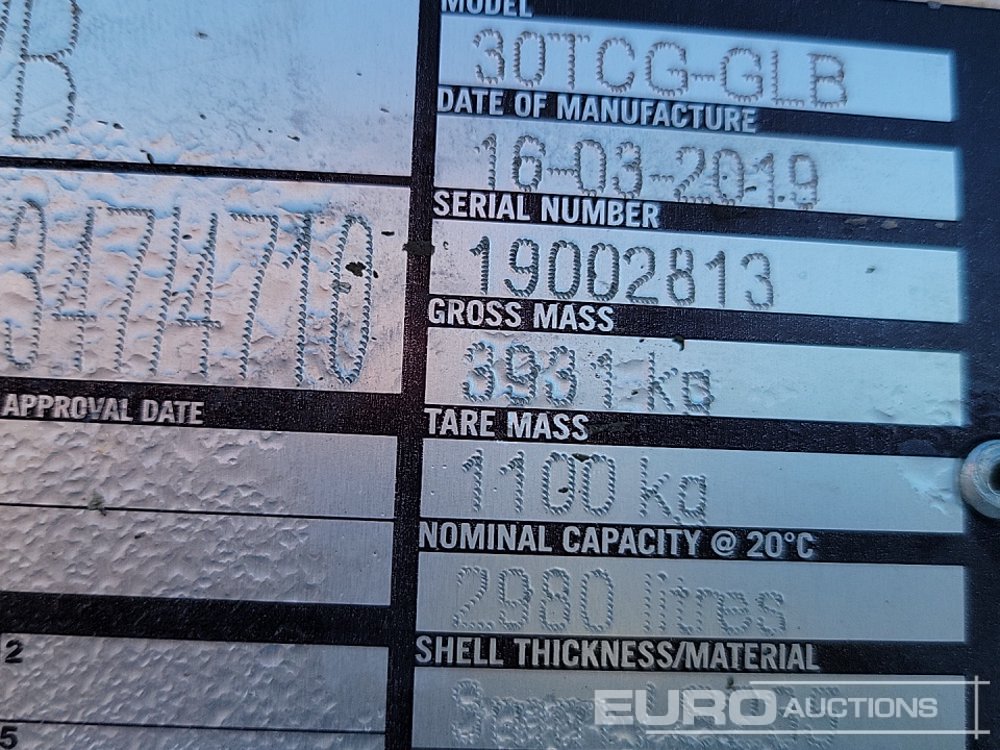 MODEL
30TCG-GLB
DATE OF MANUFACTURE
16-03-2019
SERIAL NUMBER
19002813
GROSS MASS
3931 kg
TARE MASS
1100 kg
NOMINAL CAPACITY @ 20°C
2980 litres
SHELL THICKNESS/MATERIAL
B
APPROVAL DATE
2
5
EURO AUCTIONS